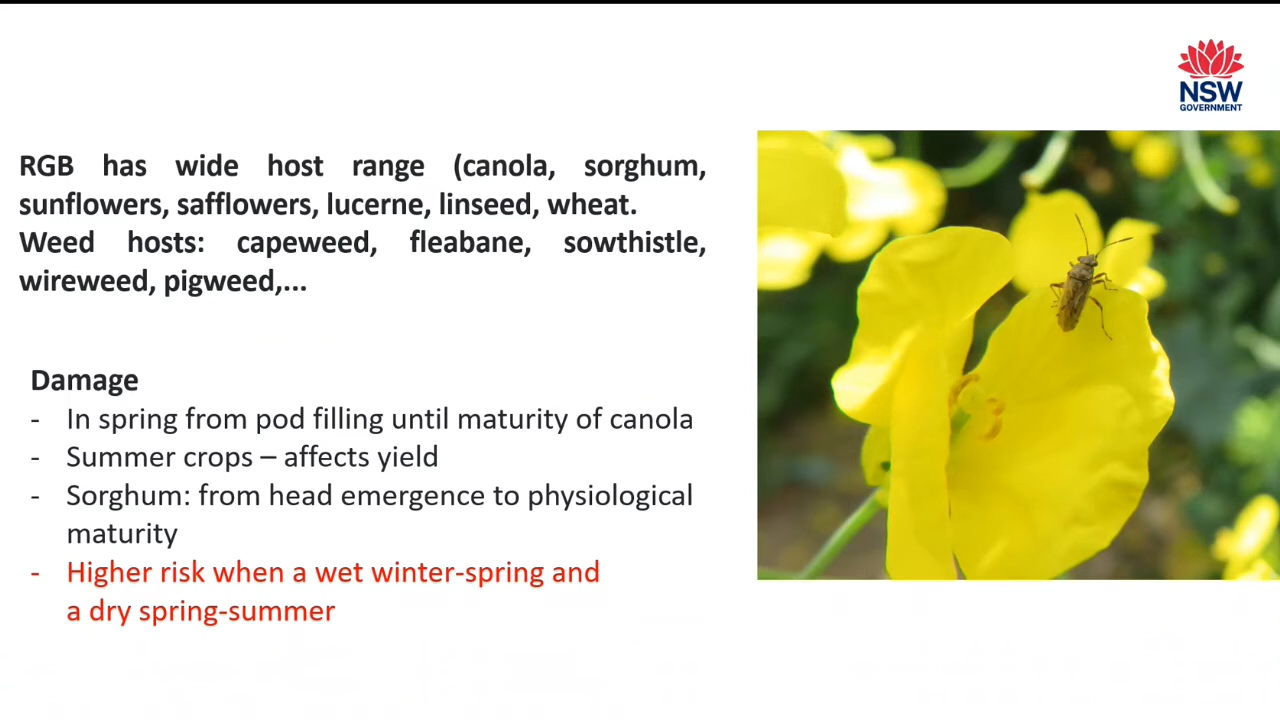 NSW
GOVERNMENT
RGB has wide host range (canola, sorghum,
sunflowers, safflowers, lucerne, linseed, wheat.
Weed hosts: capeweed, fleabane, sowthistle,
wireweed, pigweed,...
Damage
- In spring from pod filling until maturity of canola
- Summer crops – affects yield
- Sorghum: from head emergence to physiological
maturity
- Higher risk when a wet winter-spring and
a dry spring-summer